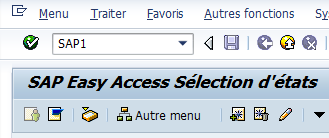 Menu Traiter Favoris Autres fonctions
SAP1
SAP Easy Access Sélection d'états
Autre menu